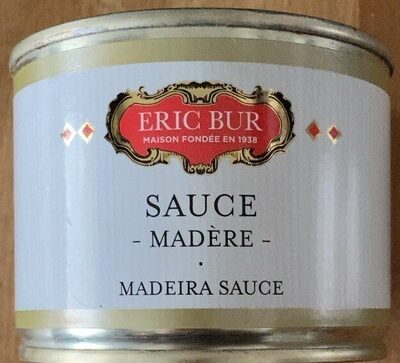 ERIC BUR
MAISON FONDÉE EN 1938
SAUCE
- MADÈRE -
MADEIRA SAUCE